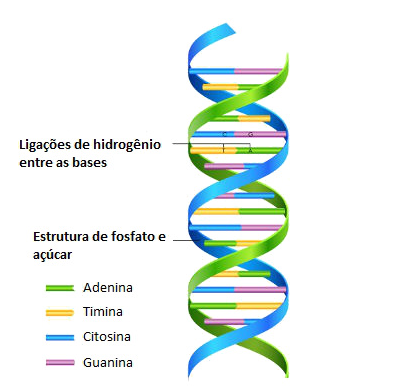 Ligações de hidrogênio
entre as bases
Estrutura de fosfato e
açúcar
Adenina
Timina
Citosina
Guanina